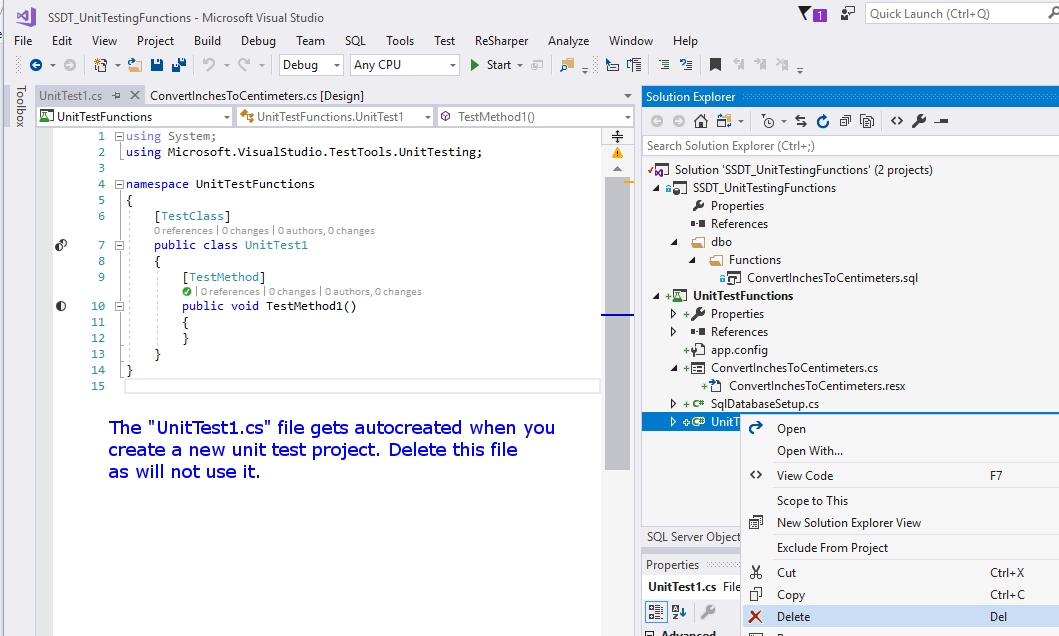 SSDT_UnitTestingFunctions - Microsoft Visual Studio
1
Quick Launch (Ctrl+Q)
File Edit View Project Build Debug Team SQL Tools Test ReSharper Analyze Window Help
Debug Any CPU Start
Toolbox
UnitTest1.cs ConvertInchesToCentimeters.cs [Design]
UnitTestFunctions UnitTestFunctions.UnitTest1 TestMethod1()
1 using System;
2 using Microsoft.VisualStudio.TestTools.UnitTesting;
3
4 namespace UnitTestFunctions
5 {
6 [TestClass]
0 references | 0 changes | 0 authors, 0 changes
7 public class UnitTest1
8 {
9 [TestMethod]
| 0 references | 0 changes | 0 authors, 0 changes
10 public void TestMethod1()
11 {
12 }
13 }
14 }
15
The "UnitTest1.cs" file gets autocreated when you
create a new unit test project. Delete this file
as will not use it.
Solution Explorer
Search Solution Explorer (Ctrl+;)
Solution 'SSDT_UnitTestingFunctions' (2 projects)
SSDT_UnitTestingFunctions
Properties
References
dbo
Functions
ConvertInchesToCentimeters.sql
UnitTestFunctions
Properties
References
app.config
ConvertInchesToCentimeters.cs
ConvertInchesToCentimeters.resx
SqlDatabaseSetup.cs
UnitT
Open
Open With...
View Code F7
Scope to This
New Solution Explorer View
Exclude From Project
Cut Ctrl+X
Copy Ctrl+C
Delete Del
SQL Server Object
Properties
UnitTest1.cs File
Advanced